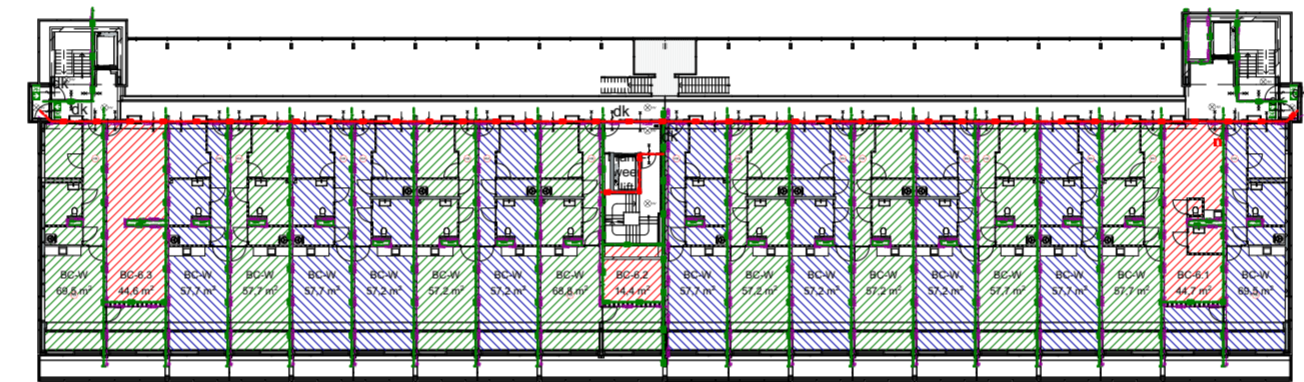 dk
dk
dk
dk
lift
BC-W
69,5 m²
BC-6.3
44,6 m²
BC-W
57,7 m²
BC-W
57,7 m²
BC-W
57,7 m²
BC-W
57,2 m²
BC-W
57,2 m²
BC-W
57,2 m²
BC-W
68,8 m²
BC-6.2
14,4 m²
BC-W
57,7 m²
BC-W
57,2 m²
BC-W
57,2 m²
BC-W
57,2 m²
BC-W
57,2 m²
BC-W
57,7 m²
BC-W
57,7 m²
BC-W
57,7 m²
BC-6.1
44,7 m²
BC-W
69,5 m²